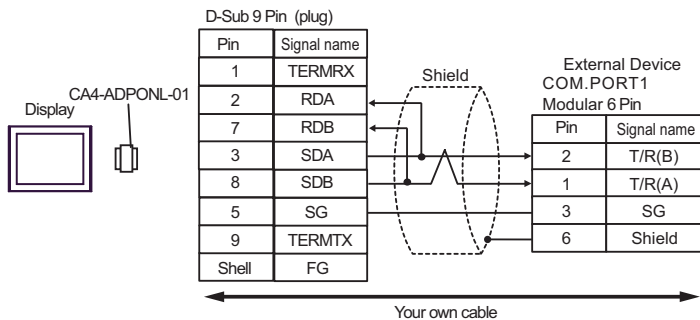 D-Sub 9 Pin (plug)
Pin Signal name
1 TERMRX
2 RDA
7 RDB
3 SDA
8 SDB
5 SG
9 TERMTX
Shell FG
Display
CA4-ADPONL-01
Shield
External Device
COM.PORT1
Modular 6 Pin
Pin Signal name
2 T/R(B)
1 T/R(A)
3 SG
6 Shield
Your own cable